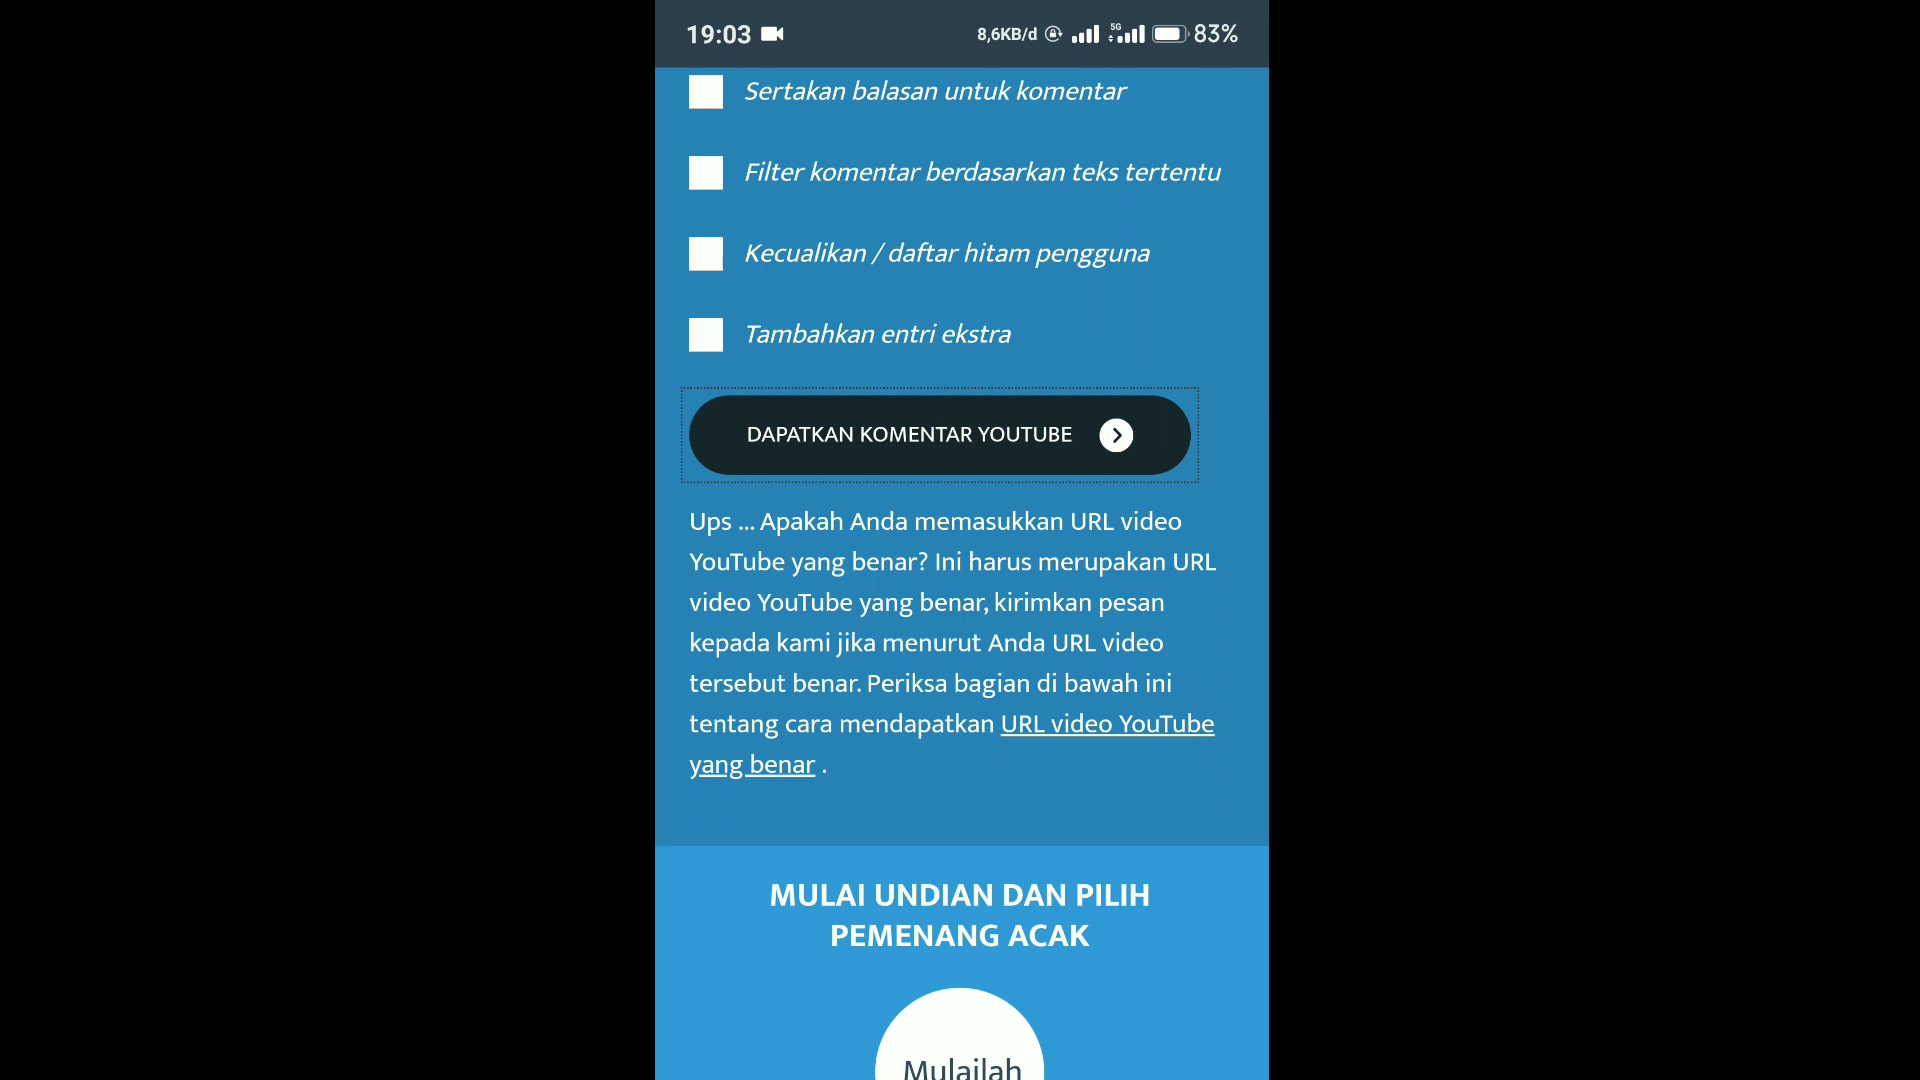 19:03 8,6KB/d 5G 83%
Sertakan balasan untuk komentar
Filter komentar berdasarkan teks tertentu
Kecualikan / daftar hitam pengguna
Tambahkan entri ekstra
DAPATKAN KOMENTAR YOUTUBE
Ups ... Apakah Anda memasukkan URL video
YouTube yang benar? Ini harus merupakan URL
video YouTube yang benar, kirimkan pesan
kepada kami jika menurut Anda URL video
tersebut benar. Periksa bagian di bawah ini
tentang cara mendapatkan URL video YouTube
yang benar .
MULAI UNDIAN DAN PILIH
PEMENANG ACAK
Mulailah